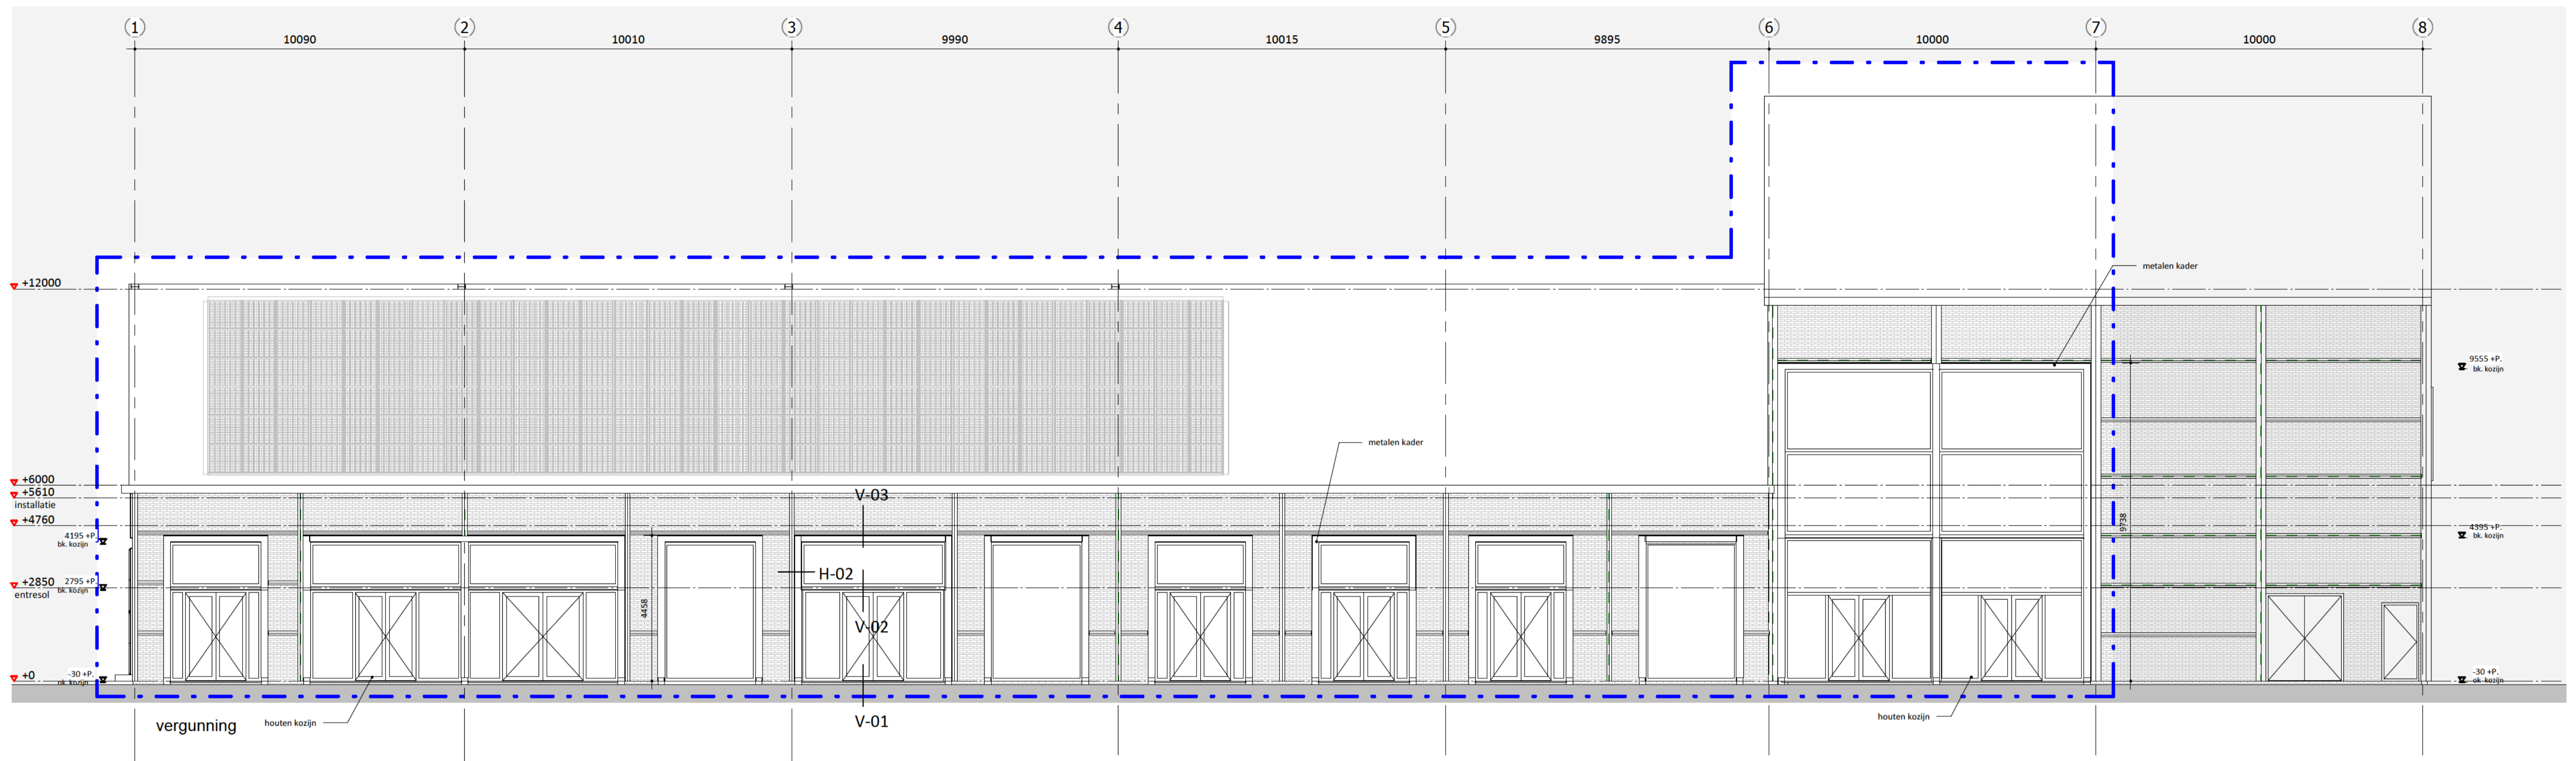 1 2 3 4 5 6 7 8
10090 10010 9990 10015 9895 10000 10000
metalen kader
+12000
9555 +P.
bk. kozijn
metalen kader
+6000
+5610
installatie
V-03
+4760
9738
4395 +P.
bk. kozijn
4195 +P.
bk. kozijn
H-02
+2850
entresol
2795 +P.
bk. kozijn
4458
V-02
+0
-30 +P.
ok. kozijn
-30 +P.
ok kozijn
vergunning
houten kozijn
V-01
houten kozijn